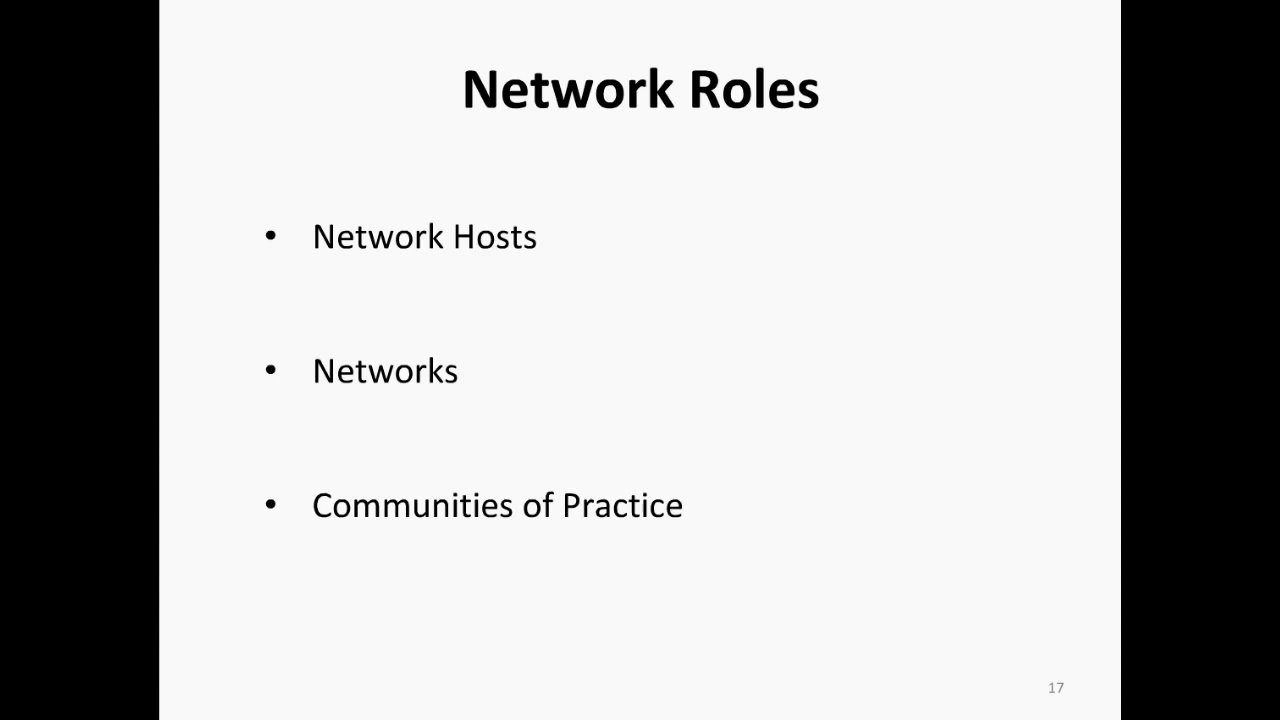 Network Roles
• Network Hosts
• Networks
• Communities of Practice
17